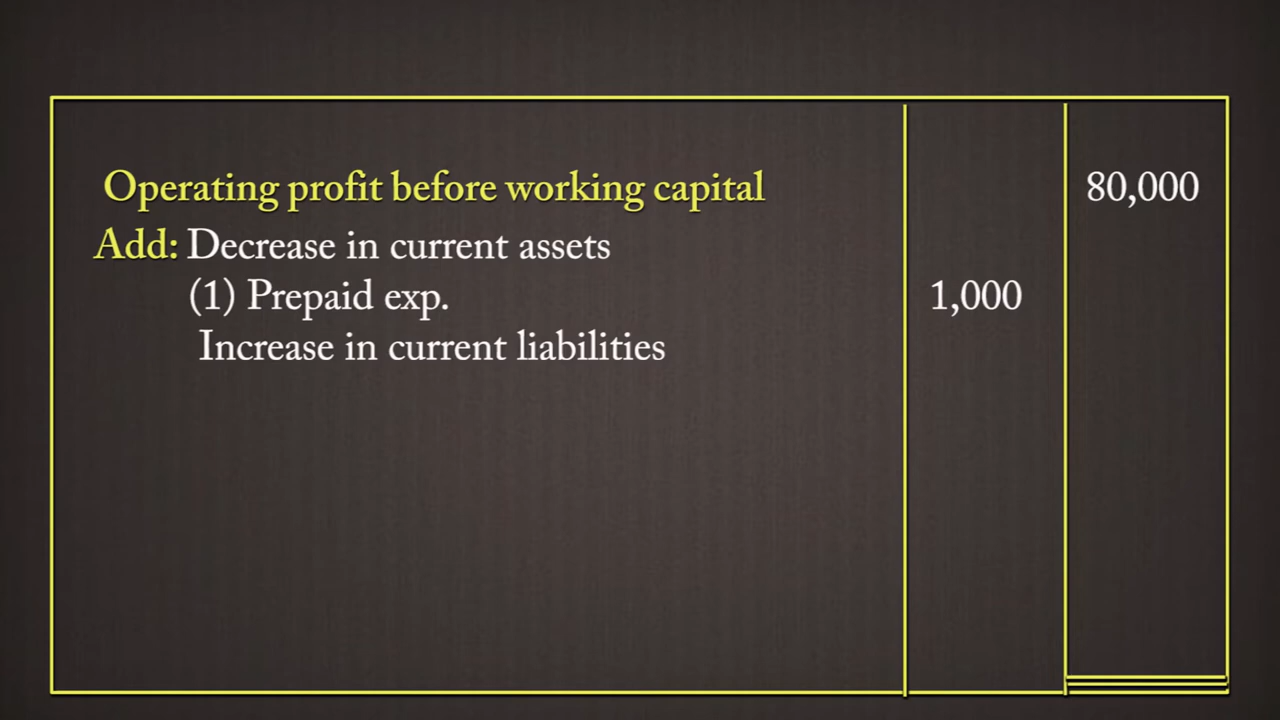 Operating profit before working capital 80,000
Add: Decrease in current assets
(1) Prepaid exp. 1,000
Increase in current liabilities